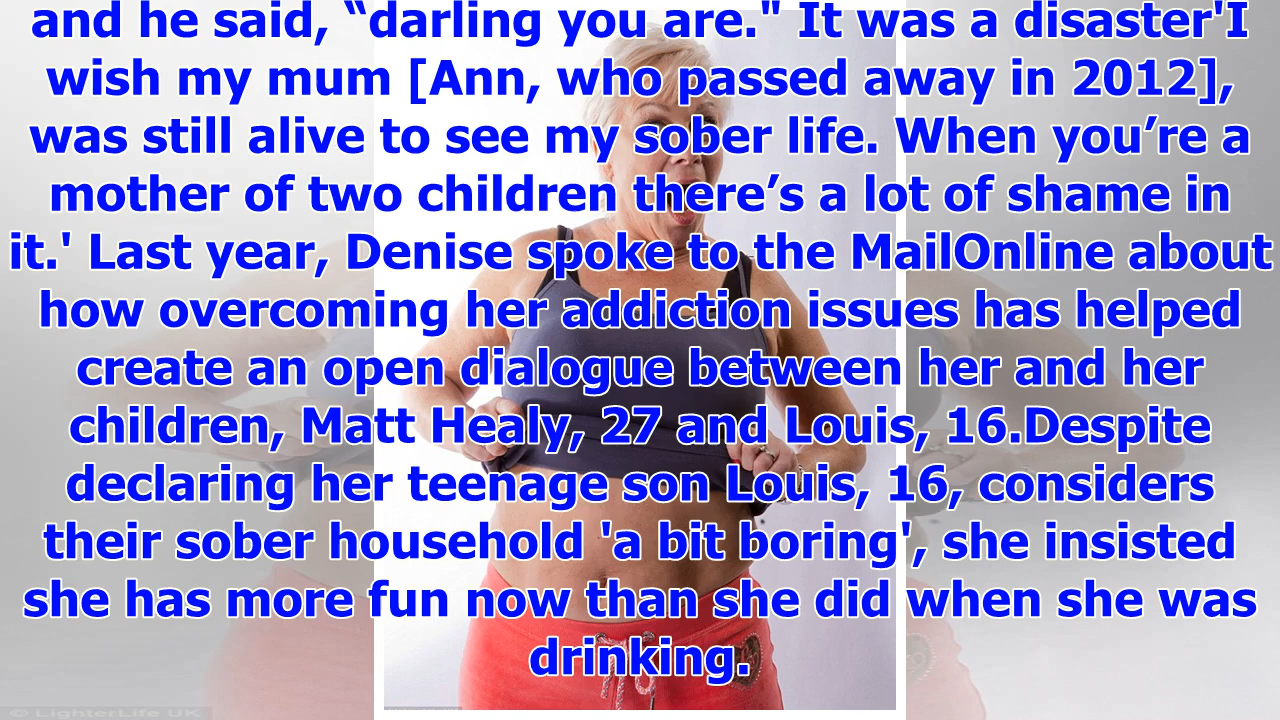 and he said, “darling you are." It was a disaster'I
wish my mum [Ann, who passed away in 2012],
was still alive to see my sober life. When you’re a
mother of two children there’s a lot of shame in
it.' Last year, Denise spoke to the MailOnline about
how overcoming her addiction issues has helped
create an open dialogue between her and her
children, Matt Healy, 27 and Louis, 16.Despite
declaring her teenage son Louis, 16, considers
their sober household 'a bit boring', she insisted
she has more fun now than she did when she was
drinking.
© LighterLife UK